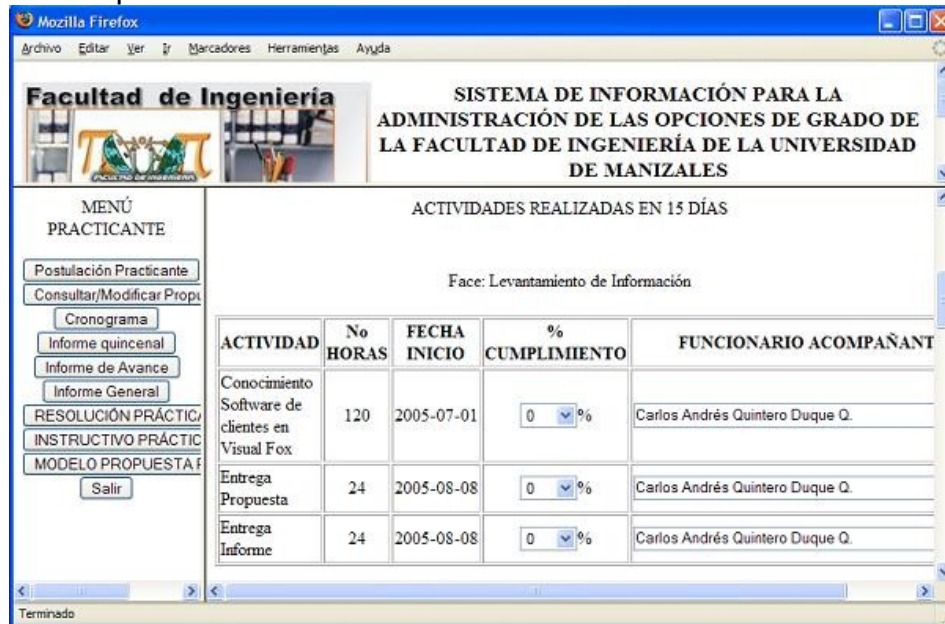 Mozilla Firefox
Archivo Editar Ver Ir Marcadores Herramientas Ayuda
Facultad de Ingeniería
FACULTAD DE INGENIERIA
SISTEMA DE INFORMACIÓN PARA LA
ADMINISTRACIÓN DE LAS OPCIONES DE GRADO DE
LA FACULTAD DE INGENIERÍA DE LA UNIVERSIDAD
DE MANIZALES
MENÚ
PRACTICANTE
Postulación Practicante
Consultar/Modificar Propu
Cronograma
Informe quincenal
Informe de Avance
Informe General
RESOLUCIÓN PRÁCTICA
INSTRUCTIVO PRÁCTIC
MODELO PROPUESTA P
Salir
ACTIVIDADES REALIZADAS EN 15 DÍAS
Face: Levantamiento de Información
ACTIVIDAD No HORAS FECHA INICIO % CUMPLIMIENTO FUNCIONARIO ACOMPAÑANT
Conocimiento
Software de
clientes en
Visual Fox
120 2005-07-01 0 % Carlos Andrés Quintero Duque Q.
Entrega
Propuesta
24 2005-08-08 0 % Carlos Andrés Quintero Duque Q.
Entrega
Informe
24 2005-08-08 0 % Carlos Andrés Quintero Duque Q.
Terminado